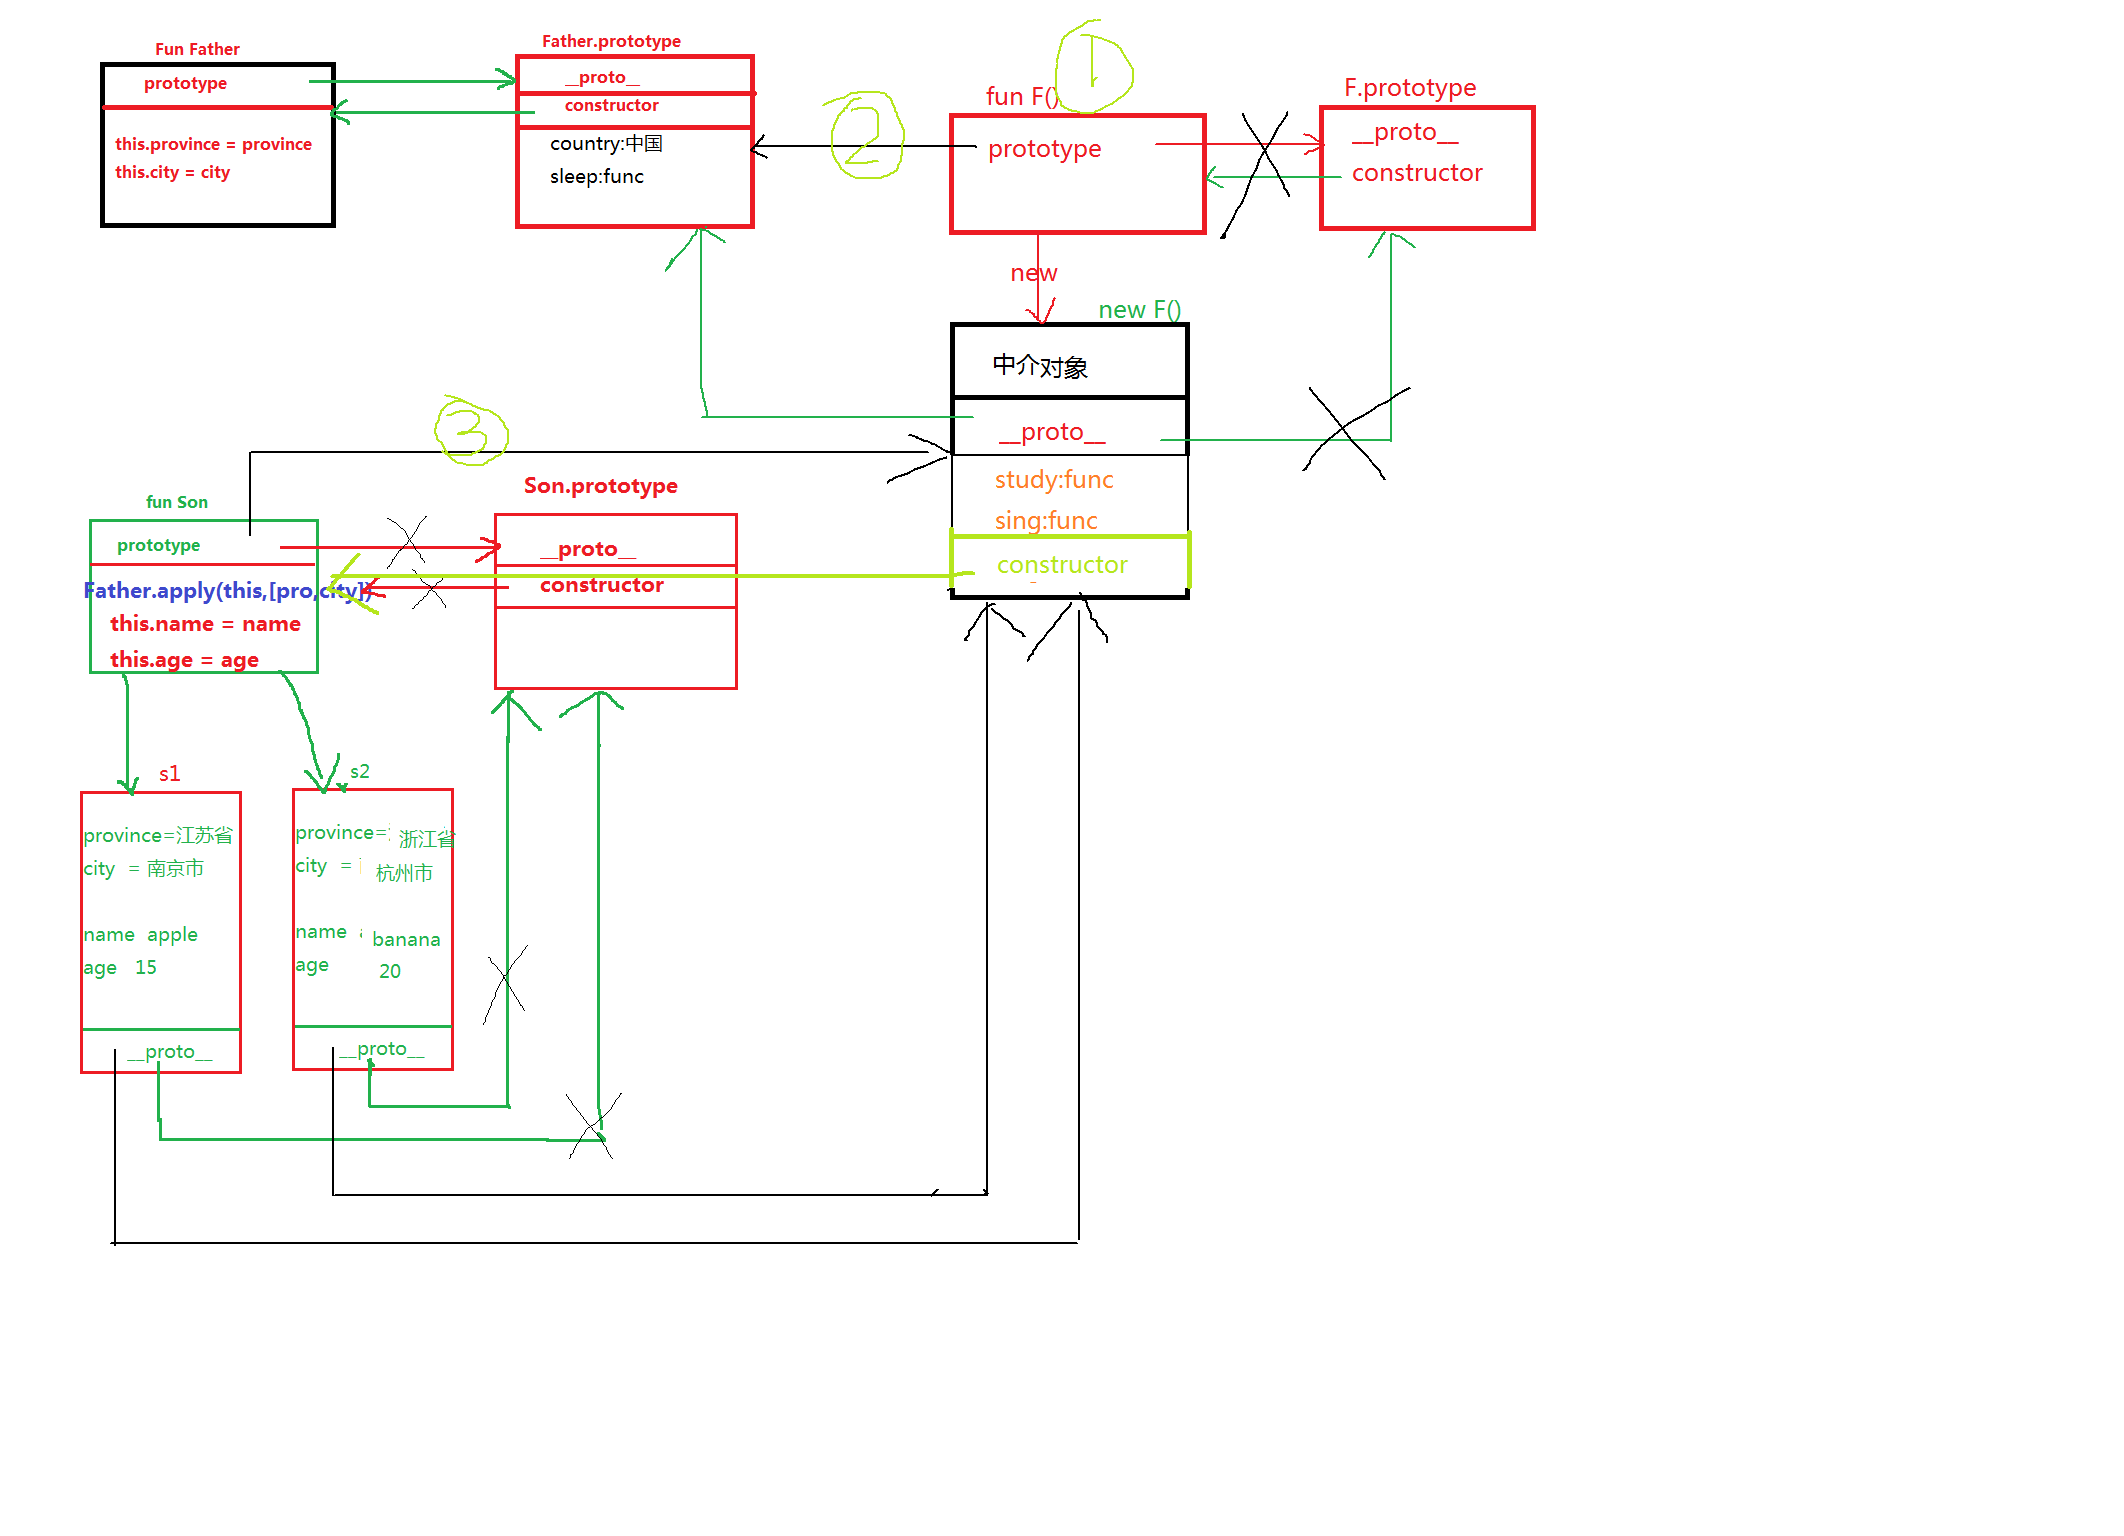 Fun Father
prototype
this.province = province
this.city = city
Father.prototype
__proto__
constructor
country:中国
sleep:func
1
2
fun F()
prototype
F.prototype
__proto__
constructor
new
new F()
中介对象
__proto__
study:func
sing:func
constructor
3
fun Son
prototype
Father.apply(this,[pro,city])
this.name = name
this.age = age
Son.prototype
__proto__
constructor
s1
province=江苏省
city = 南京市
name apple
age 15
__proto__
s2
province= 浙江省
city = 杭州市
name banana
age 20
__proto__